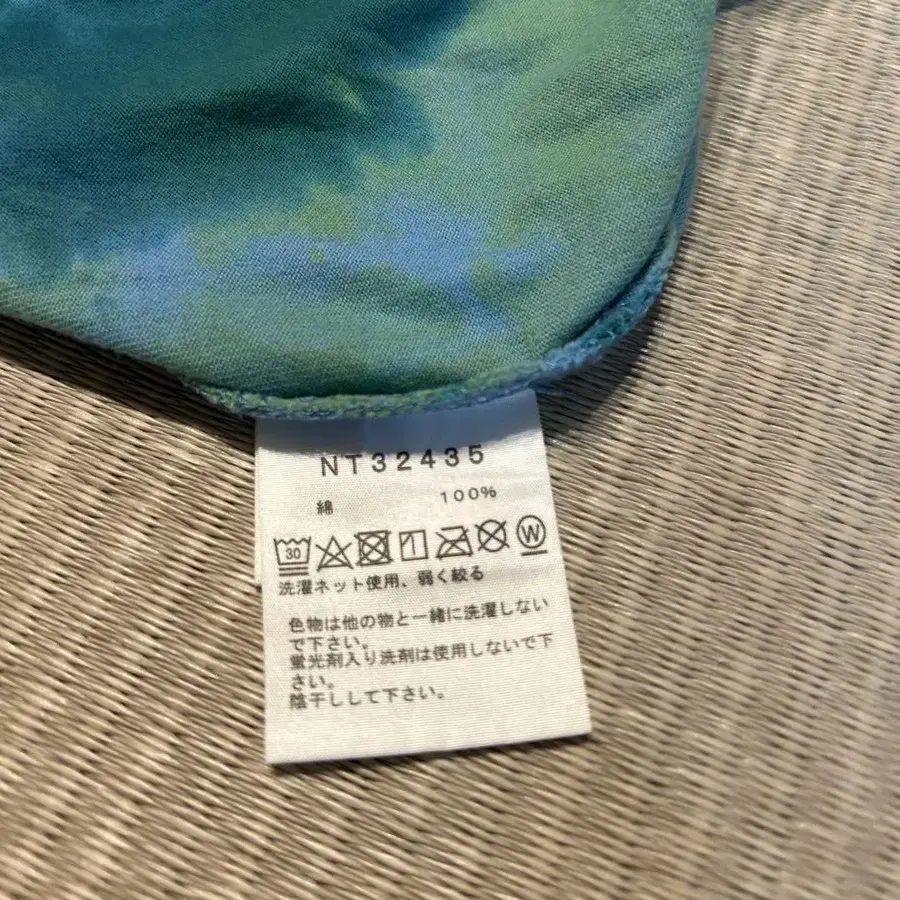 NT32435
綿 100%
30 W
洗濯ネット使用、弱く絞る
色物は他の物と一緒に洗濯しない
で下さい。
蛍光剤入り洗剤は使用しないで下
さい。
陰干しして下さい。